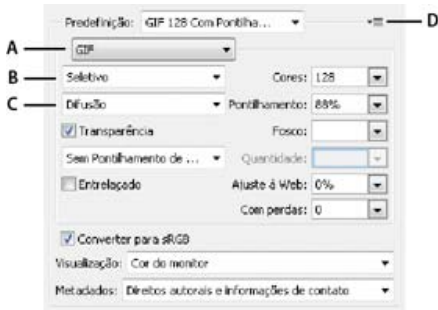 Predefinição: GIF 128 Com Pontilha... D
A GIF
B Seletivo Cores: 128
C Difusão Pontilhamento: 88%
Transparência Fosco:
Sem Pontilhamento de ... Quantidade:
Entrelaçado Ajuste à Web: 0%
Com perdas: 0
Converter para sRGB
Visualização: Cor do monitor
Metadados: Direitos autorais e informações de contato